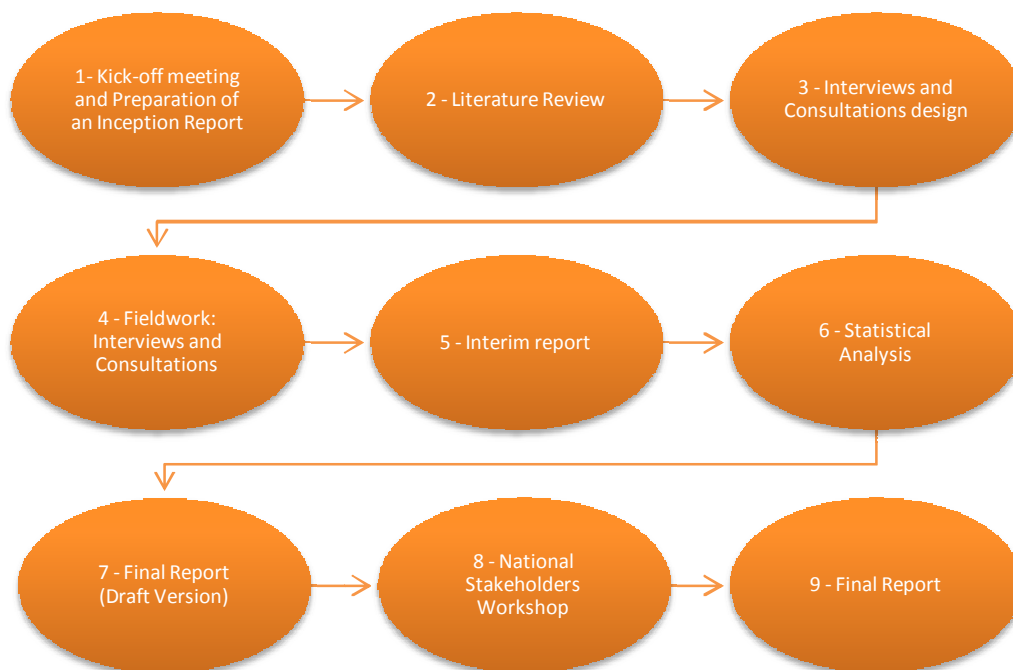 1- Kick-off meeting
and Preparation of
an Inception Report
2 - Literature Review
3 - Interviews and
Consultations design
4 - Fieldwork:
Interviews and
Consultations
5 - Interim report
6 - Statistical
Analysis
7 - Final Report
(Draft Version)
8 - National
Stakeholders
Workshop
9 - Final Report